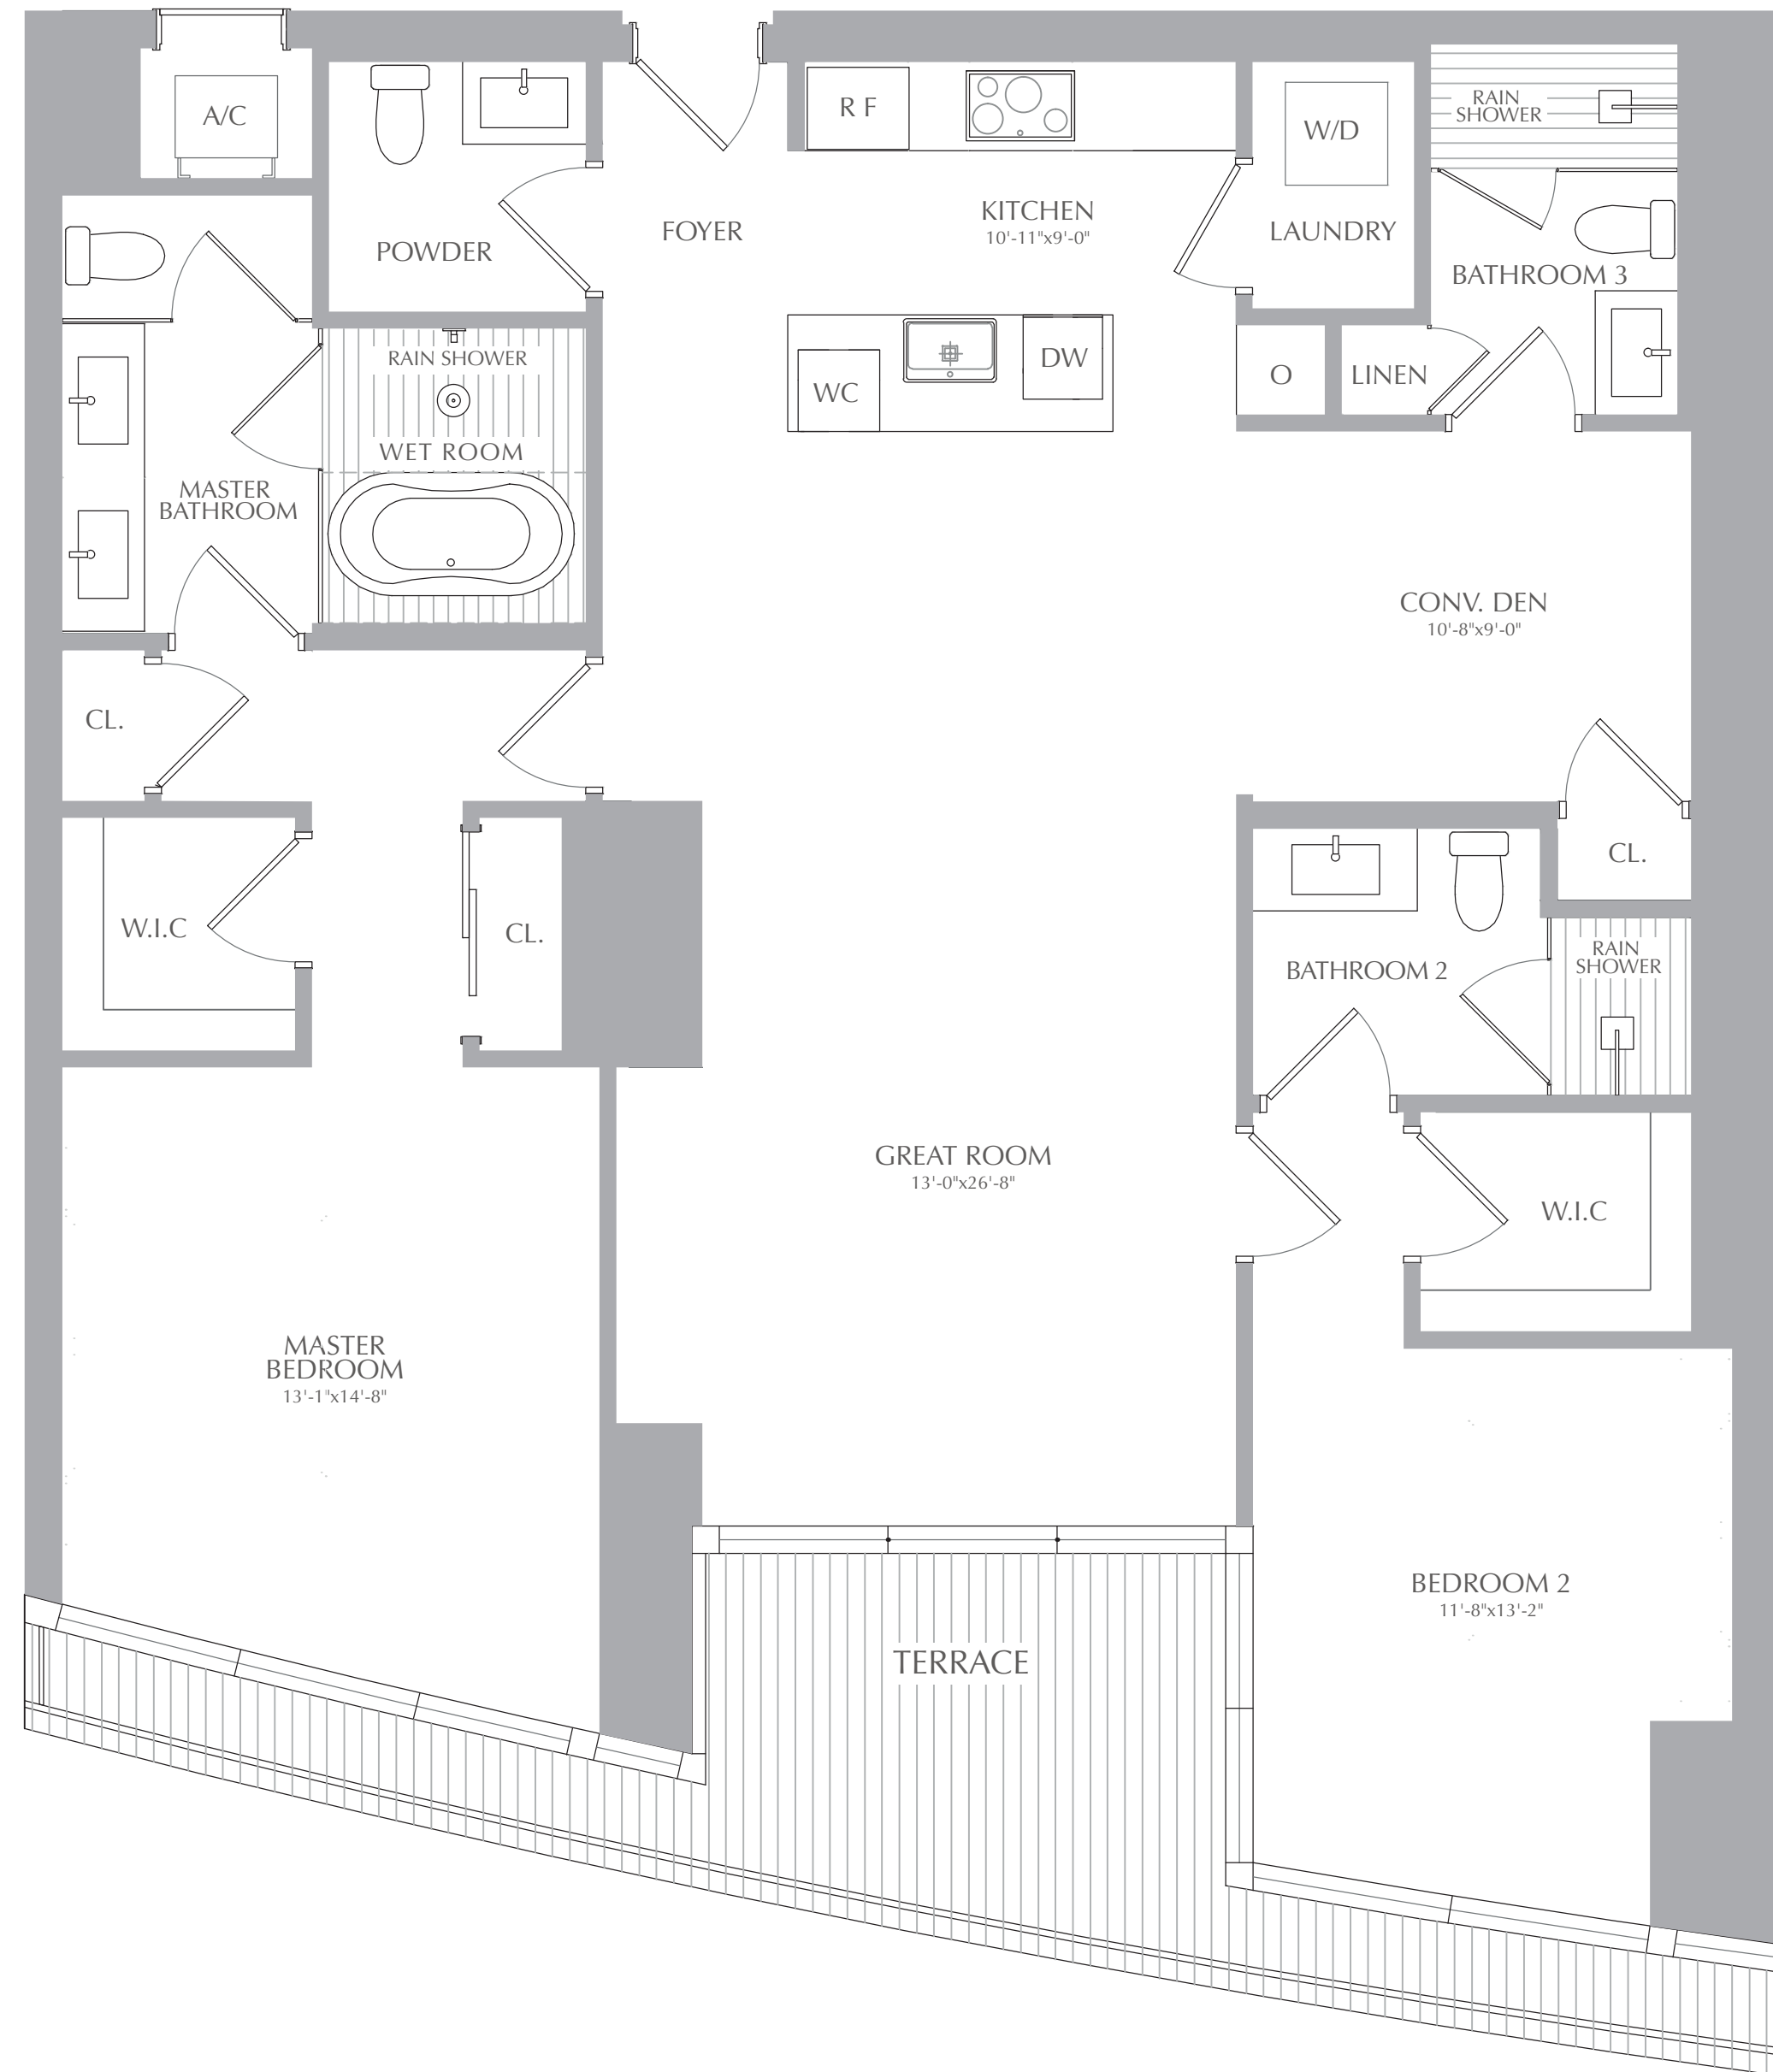 A/C
R F
W/D
RAIN
SHOWER
POWDER
FOYER
KITCHEN
10'-11"x9'-0"
LAUNDRY
BATHROOM 3
RAIN SHOWER
WC
DW
O
LINEN
WET ROOM
MASTER
BATHROOM
CONV. DEN
10'-8"x9'-0"
CL.
CL.
W.I.C
CL.
BATHROOM 2
RAIN
SHOWER
GREAT ROOM
13'-0"x26'-8"
W.I.C
MASTER
BEDROOM
13'-1"x14'-8"
BEDROOM 2
11'-8"x13'-2"
TERRACE